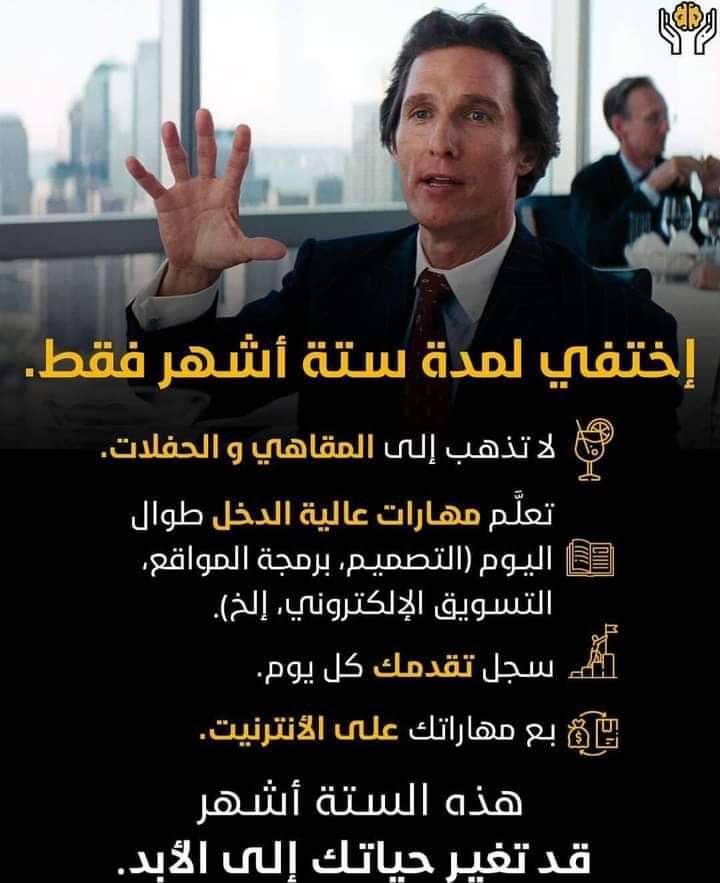 إختفي لمدة ستة أشهر فقط.
لا تذهب إلى المقاهي و الحفلات.
تعلَّم مهارات عالية الدخل طوال
اليوم (التصميم، برمجة المواقع،
التسويق الإلكتروني، إلخ).
سجل تقدمك كل يوم.
بع مهاراتك على الأنترنيت.
هذه الستة أشهر
قد تغير حياتك إلى الأبد.